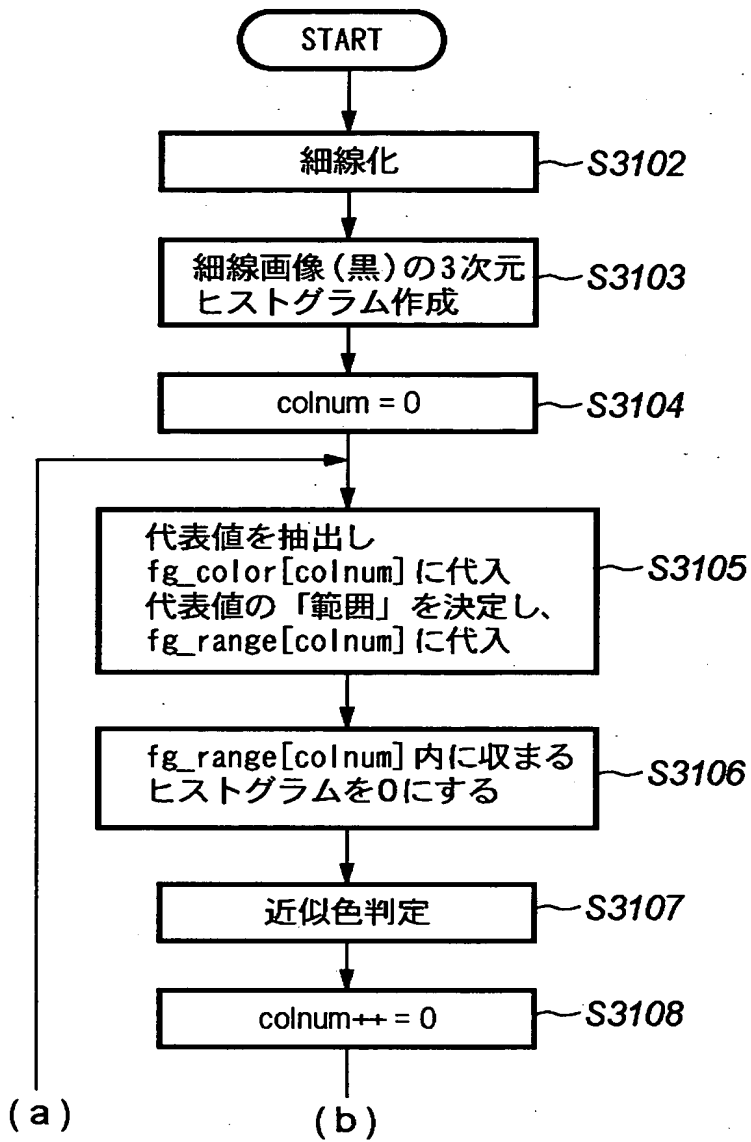 START
細線化
S3102
細線画像(黒)の3次元
ヒストグラム作成
S3103
colnum = 0
S3104
代表値を抽出し
fg_color[colnum]に代入
代表値の「範囲」を決定し、
fg_range[colnum]に代入
S3105
fg_range[colnum]内に収まる
ヒストグラムを0にする
S3106
近似色判定
S3107
colnum++ = 0
S3108
(a)
(b)